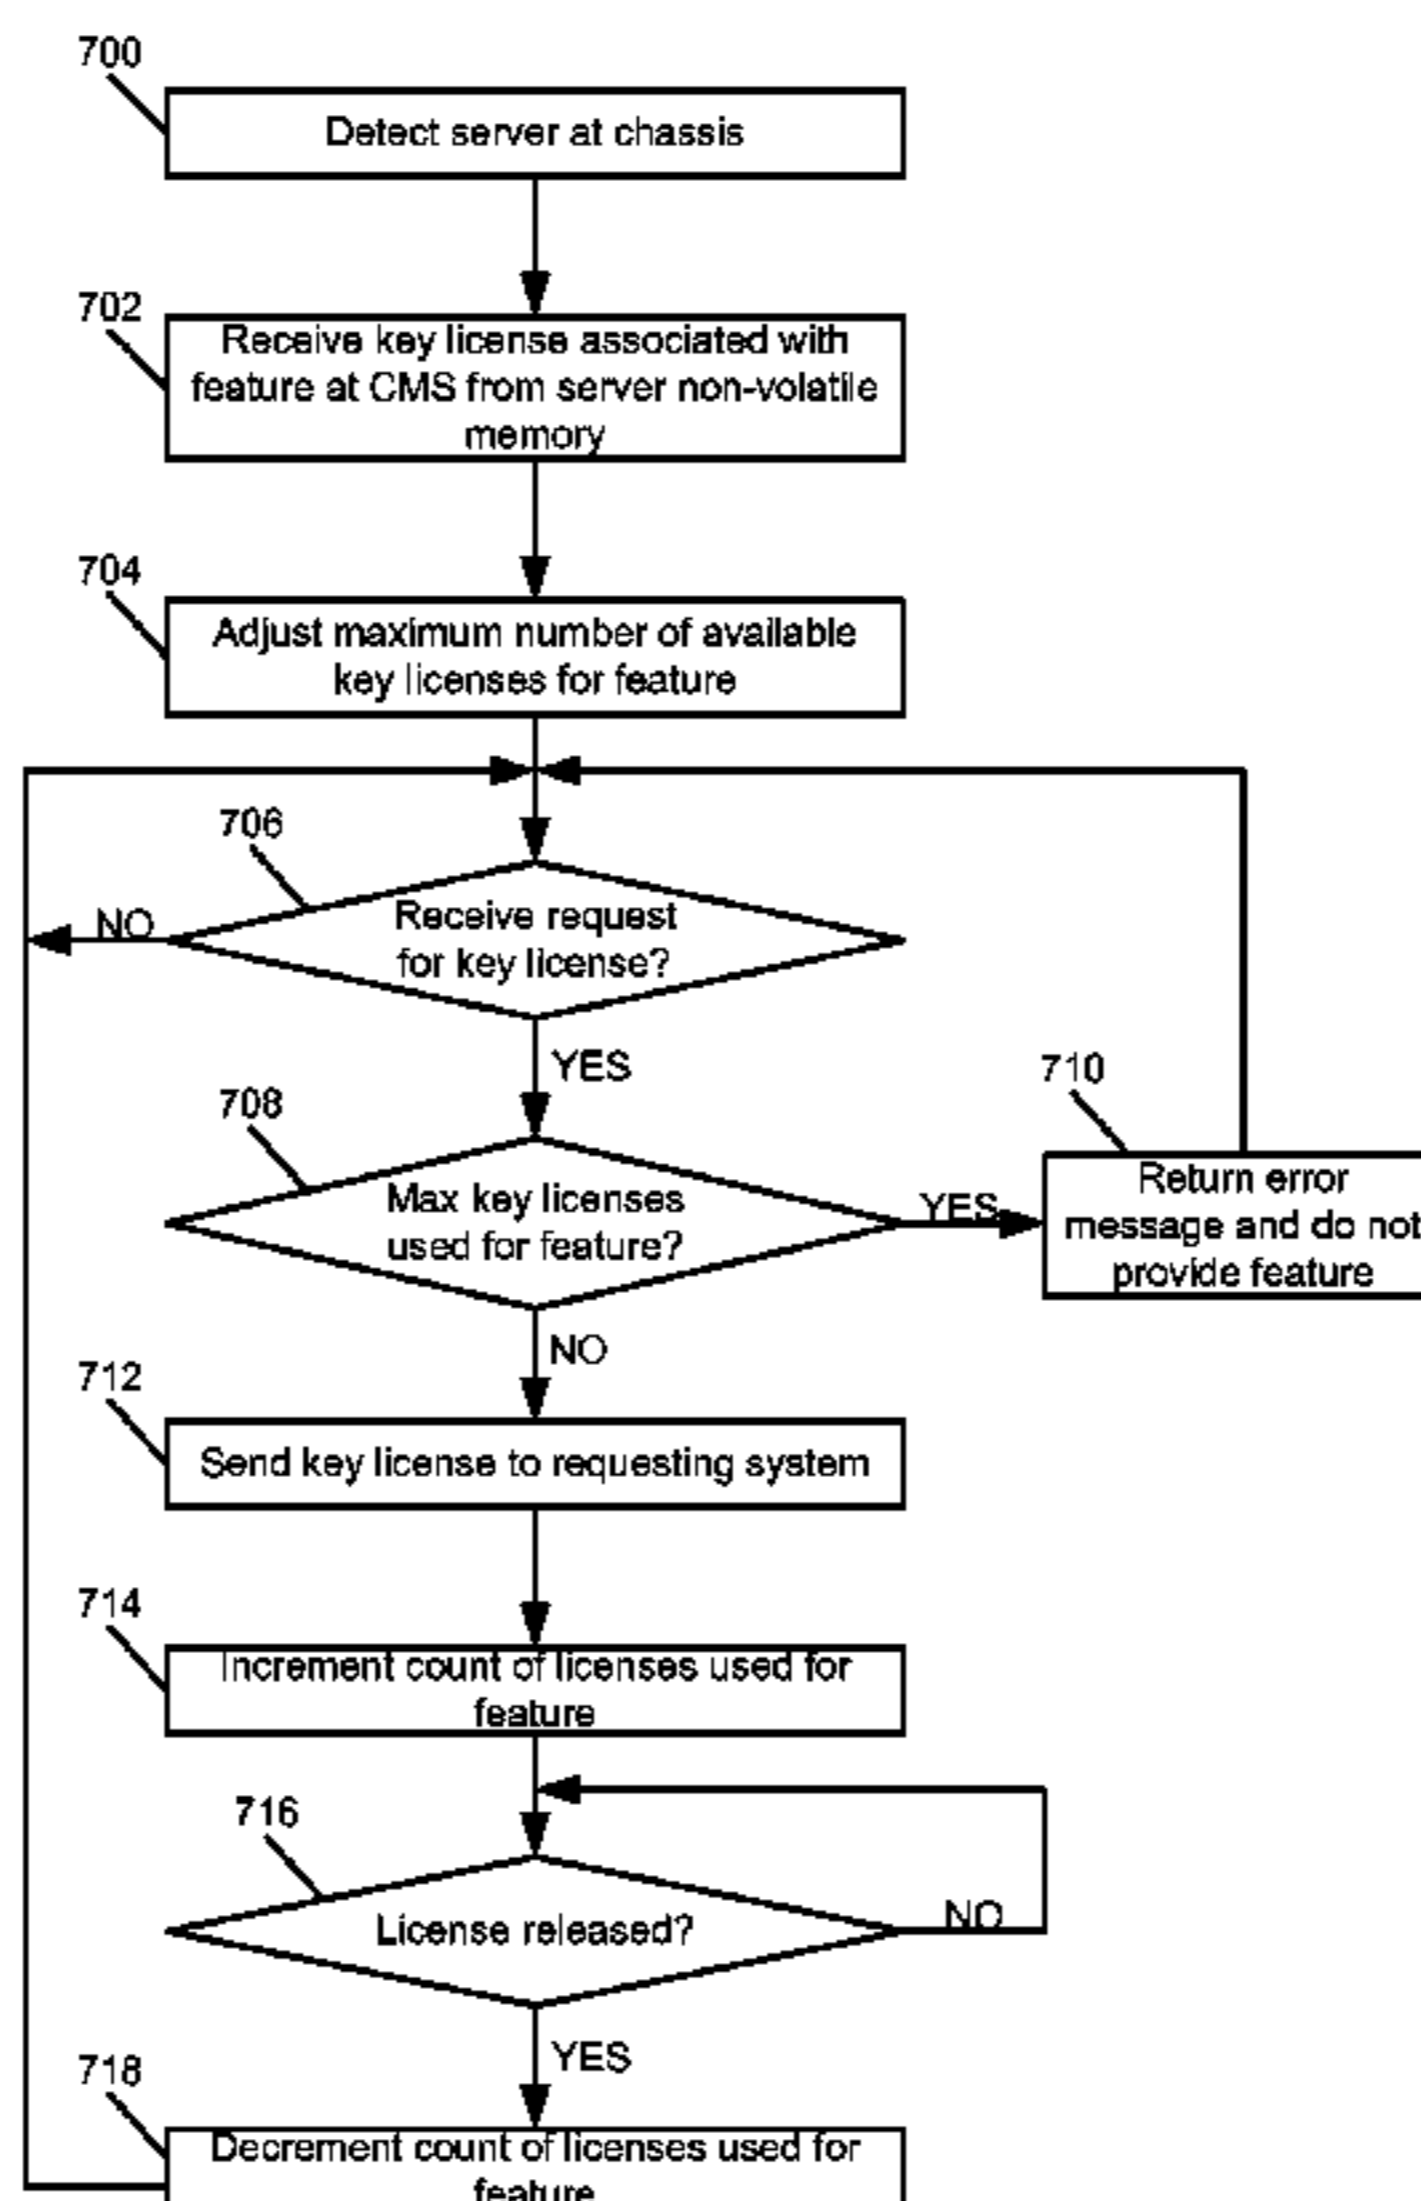 700
Detect server at chassis
702
Receive key license associated with
feature at CMS from server non-volatile
memory
704
Adjust maximum number of available
key licenses for feature
706
Receive request
for key license?
NO
YES
708
Max key licenses
used for feature?
YES
710
Return error
message and do not
provide feature
NO
712
Send key license to requesting system
714
Increment count of licenses used for
feature
716
License released?
NO
YES
718
Decrement count of licenses used for
feature